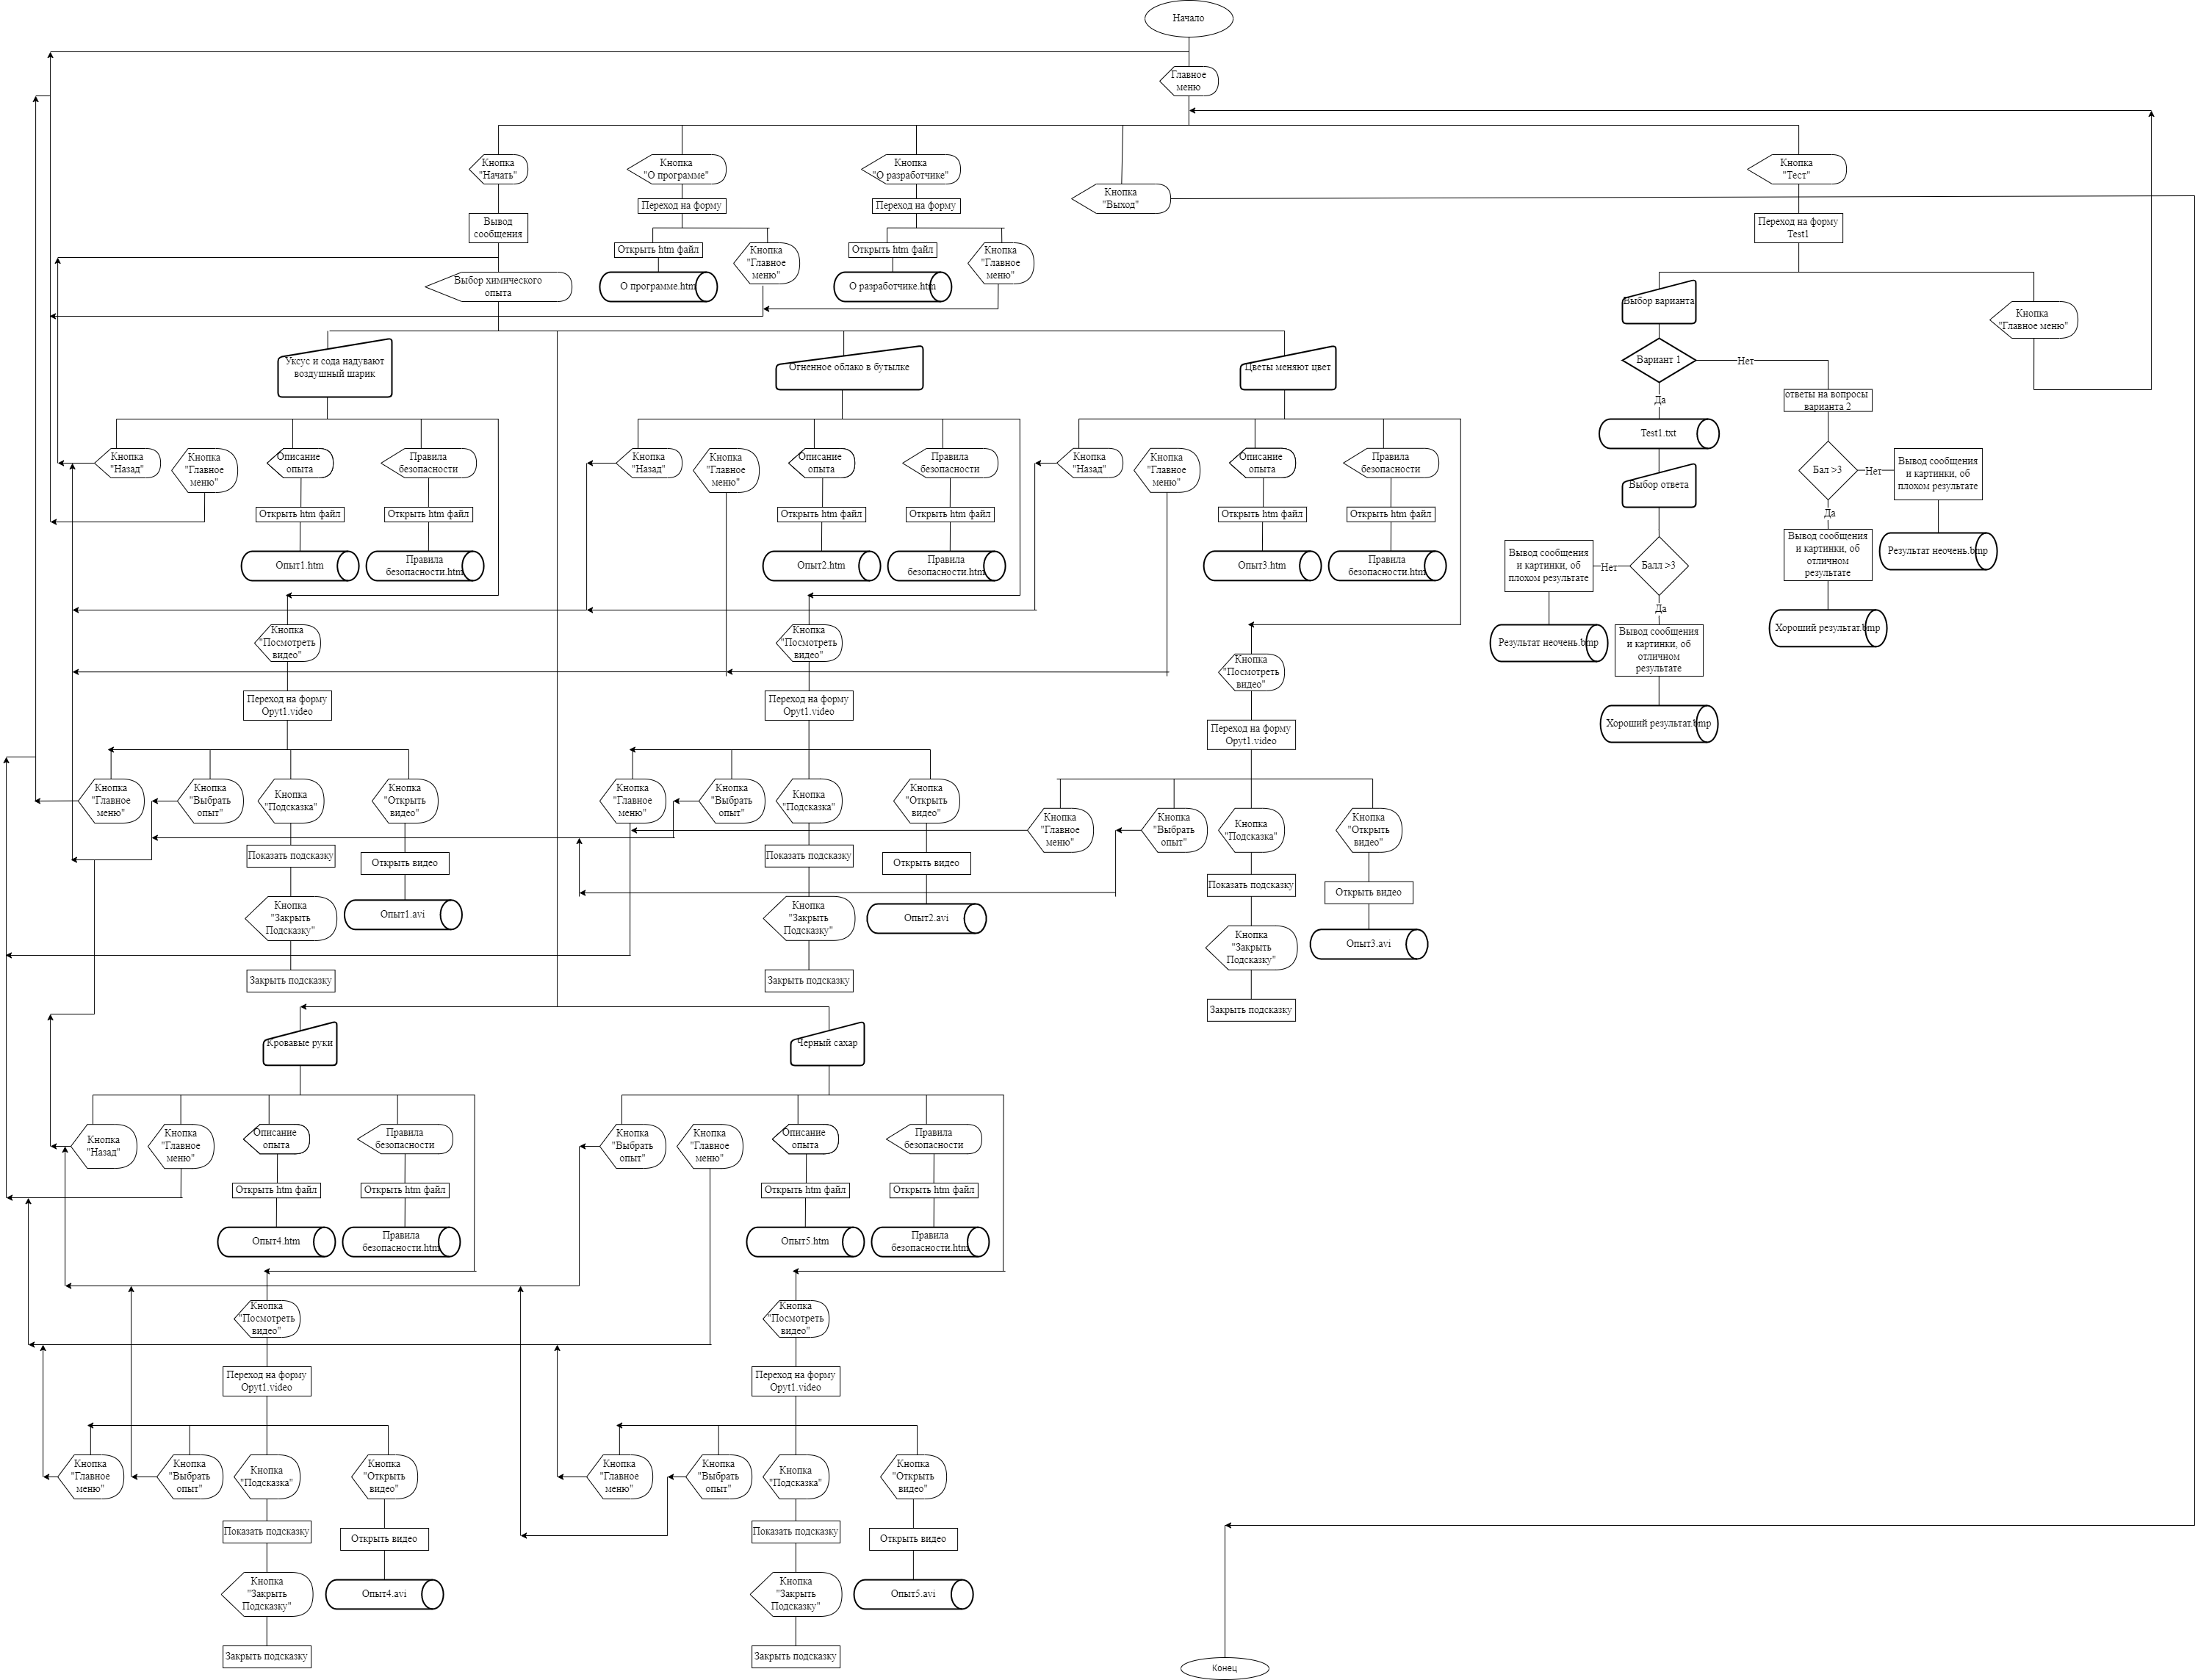 Начало
Главное
меню
Кнопка
"Начать"
Кнопка
"О программе"
Кнопка
"О разработчике"
Кнопка
"Выход"
Кнопка
"Тест"
Вывод
сообщения
Переход на форму
Переход на форму
Переход на форму
Test1
Открыть htm файл
Кнопка
"Главное
меню"
Открыть htm файл
Кнопка
"Главное
меню"
Выбор химического
опыта
О программе.htm
О разработчике.htm
Выбор варианта
Кнопка
"Главное меню"
Уксус и сода надувают
воздушный шарик
Огненное облако в бутылке
Цветы меняют цвет
Вариант 1
Нет
Да
ответы на вопросы
варианта 2
Test1.txt
Кнопка
"Назад"
Кнопка
"Главное
меню"
Описание
опыта
Правила
безопасности
Кнопка
"Назад"
Кнопка
"Главное
меню"
Описание
опыта
Правила
безопасности
Кнопка
"Назад"
Кнопка
"Главное
меню"
Описание
опыта
Правила
безопасности
Выбор ответа
Бал >3
Нет
Вывод сообщения
и картинки, об
плохом результате
Да
Открыть htm файл
Открыть htm файл
Открыть htm файл
Открыть htm файл
Открыть htm файл
Открыть htm файл
Опыт1.htm
Правила
безопасности.htm
Опыт2.htm
Правила
безопасности.htm
Опыт3.htm
Правила
безопасности.htm
Вывод сообщения
и картинки, об
плохом результате
Нет
Балл >3
Вывод сообщения
и картинки, об
отличном
результате
Результат неочень.bmp
Да
Кнопка
"Посмотреть
видео"
Кнопка
"Посмотреть
видео"
Кнопка
"Посмотреть
видео"
Результат неочень.bmp
Вывод сообщения
и картинки, об
отличном
результате
Хороший результат.bmp
Переход на форму
Opyt1.video
Переход на форму
Opyt1.video
Переход на форму
Opyt1.video
Хороший результат.bmp
Кнопка
"Главное
меню"
Кнопка
"Выбрать
опыт"
Кнопка
"Подсказка"
Кнопка
"Открыть
видео"
Кнопка
"Главное
меню"
Кнопка
"Выбрать
опыт"
Кнопка
"Подсказка"
Кнопка
"Открыть
видео"
Кнопка
"Главное
меню"
Кнопка
"Выбрать
опыт"
Кнопка
"Подсказка"
Кнопка
"Открыть
видео"
Показать подсказку
Открыть видео
Показать подсказку
Открыть видео
Показать подсказку
Открыть видео
Кнопка
"Закрыть
Подсказку"
Опыт1.avi
Кнопка
"Закрыть
Подсказку"
Опыт2.avi
Кнопка
"Закрыть
Подсказку"
Опыт3.avi
Закрыть подсказку
Закрыть подсказку
Закрыть подсказку
Кровавые руки
Черный сахар
Кнопка
"Назад"
Кнопка
"Главное
меню"
Описание
опыта
Правила
безопасности
Кнопка
"Выбрать
опыт"
Кнопка
"Главное
меню"
Описание
опыта
Правила
безопасности
Открыть htm файл
Открыть htm файл
Открыть htm файл
Открыть htm файл
Опыт4.htm
Правила
безопасности.htm
Опыт5.htm
Правила
безопасности.htm
Кнопка
"Посмотреть
видео"
Кнопка
"Посмотреть
видео"
Переход на форму
Opyt1.video
Переход на форму
Opyt1.video
Кнопка
"Главное
меню"
Кнопка
"Выбрать
опыт"
Кнопка
"Подсказка"
Кнопка
"Открыть
видео"
Кнопка
"Главное
меню"
Кнопка
"Выбрать
опыт"
Кнопка
"Подсказка"
Кнопка
"Открыть
видео"
Показать подсказку
Открыть видео
Показать подсказку
Открыть видео
Кнопка
"Закрыть
Подсказку"
Опыт4.avi
Кнопка
"Закрыть
Подсказку"
Опыт5.avi
Закрыть подсказку
Закрыть подсказку
Конец